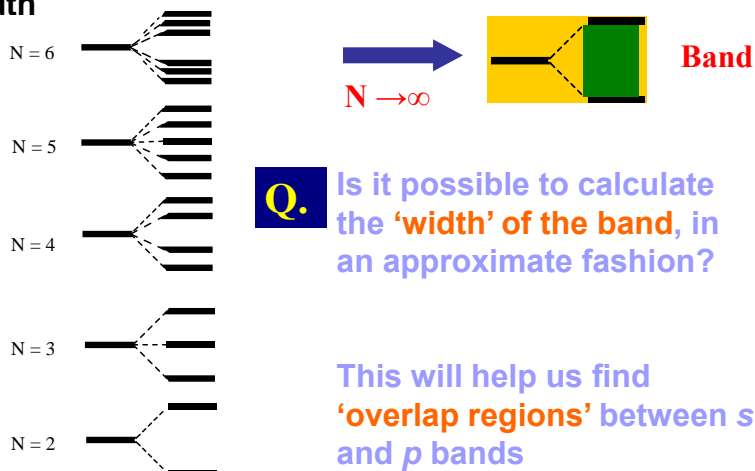 N = 6
N = 5
N = 4
N = 3
N = 2
N →∞
Band
Q.
Is it possible to calculate
the ‘width’ of the band, in
an approximate fashion?
This will help us find
‘overlap regions’ between s
and p bands